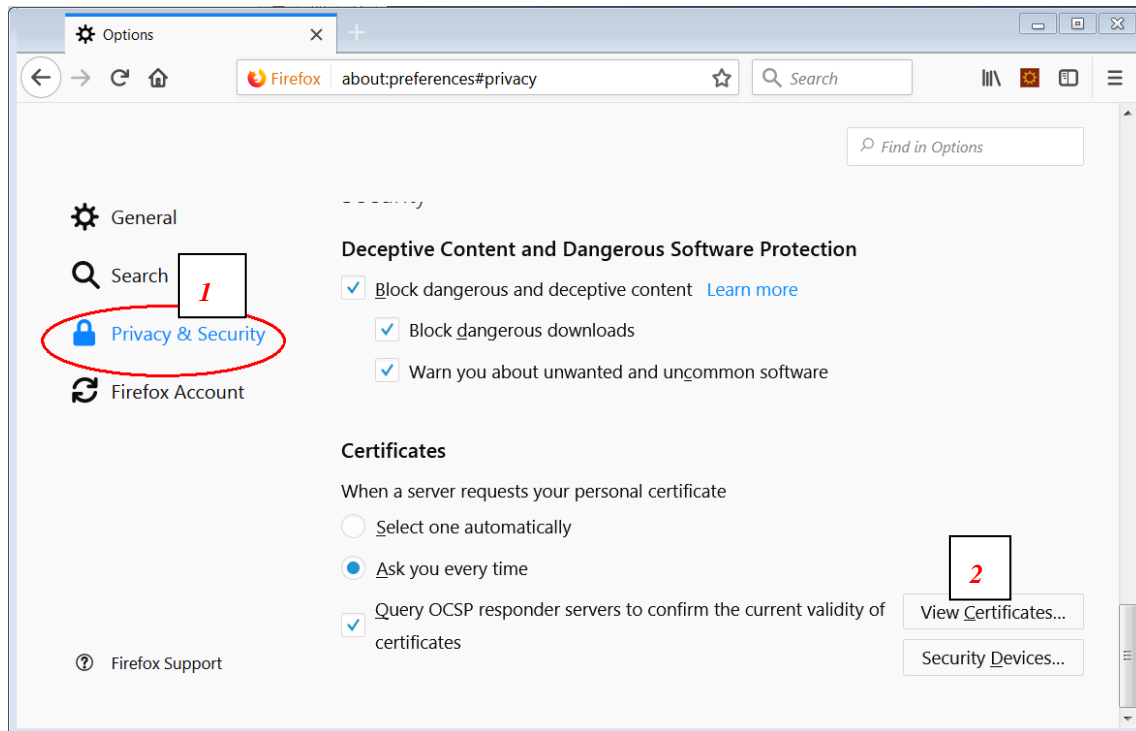 Options
Firefox
about:preferences#privacy
Search
Find in Options
General
Search
1
Privacy & Security
Firefox Account
Firefox Support
Security
Deceptive Content and Dangerous Software Protection
Block dangerous and deceptive content Learn more
Block dangerous downloads
Warn you about unwanted and uncommon software
Certificates
When a server requests your personal certificate
Select one automatically
Ask you every time
Query OCSP responder servers to confirm the current validity of
certificates
2
View Certificates...
Security Devices...